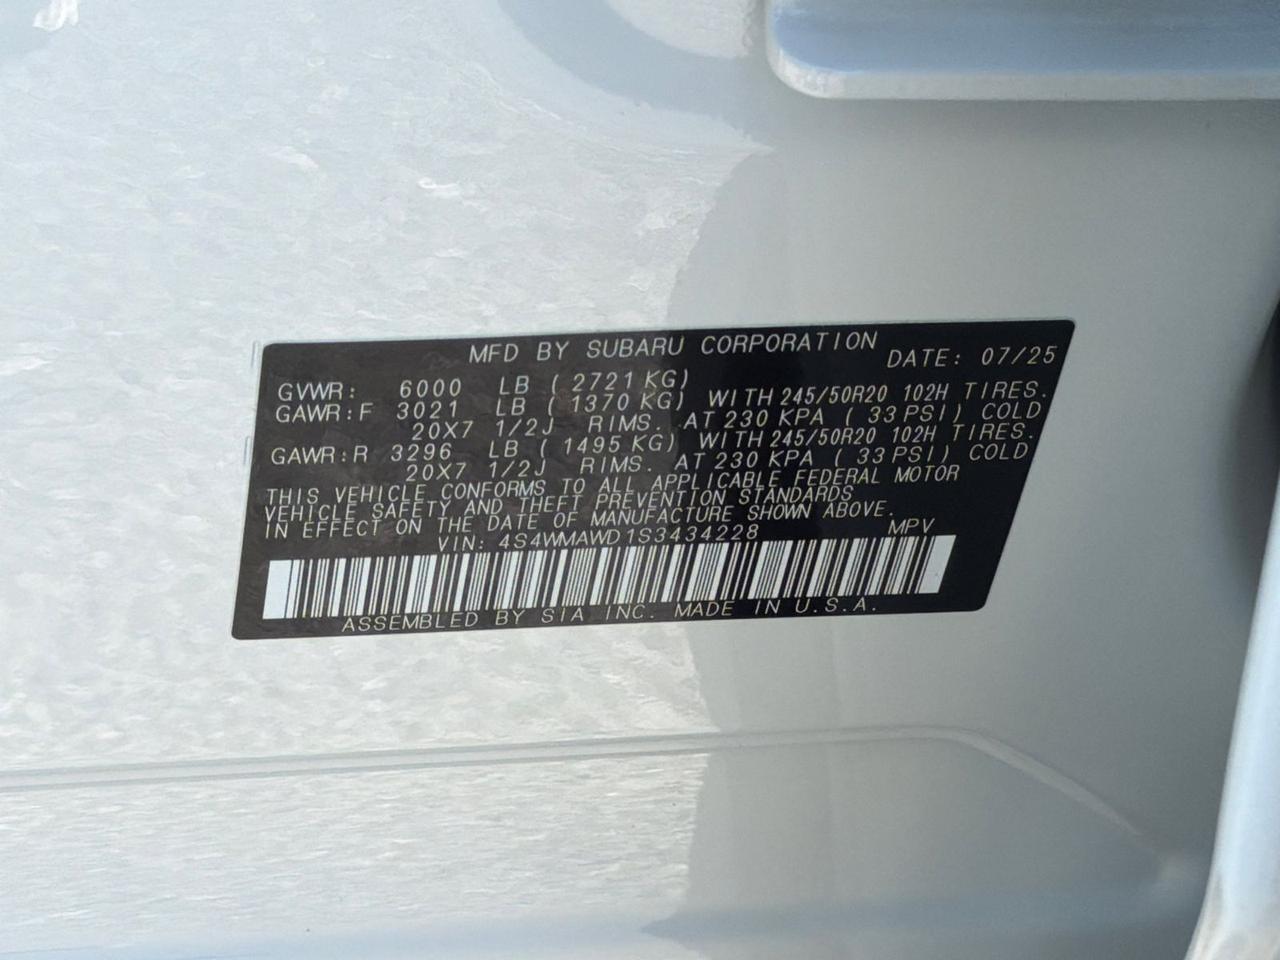 MFD BY SUBARU CORPORATION DATE: 07/25
GVWR: 6000 LB ( 2721 KG)
GAWR:F 3021 LB ( 1370 KG) WITH 245/50R20 102H TIRES.
20X7 1/2J RIMS. AT 230 KPA ( 33 PSI) COLD
GAWR:R 3296 LB ( 1495 KG) WITH 245/50R20 102H TIRES.
20X7 1/2J RIMS. AT 230 KPA ( 33 PSI) COLD
THIS VEHICLE CONFORMS TO ALL APPLICABLE FEDERAL MOTOR
VEHICLE SAFETY AND THEFT PREVENTION STANDARDS
IN EFFECT ON THE DATE OF MANUFACTURE SHOWN ABOVE.
VIN: 4S4WMAWD1S3434228 MPV
ASSEMBLED BY SIA INC. MADE IN U.S.A.